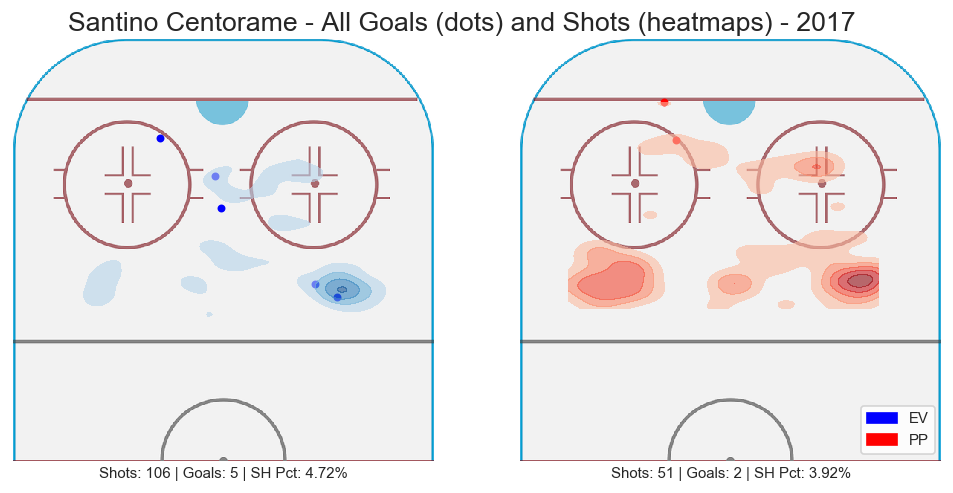 Santino Centorame - All Goals (dots) and Shots (heatmaps) - 2017
EV
PP
Shots: 106 | Goals: 5 | SH Pct: 4.72%
Shots: 51 | Goals: 2 | SH Pct: 3.92%